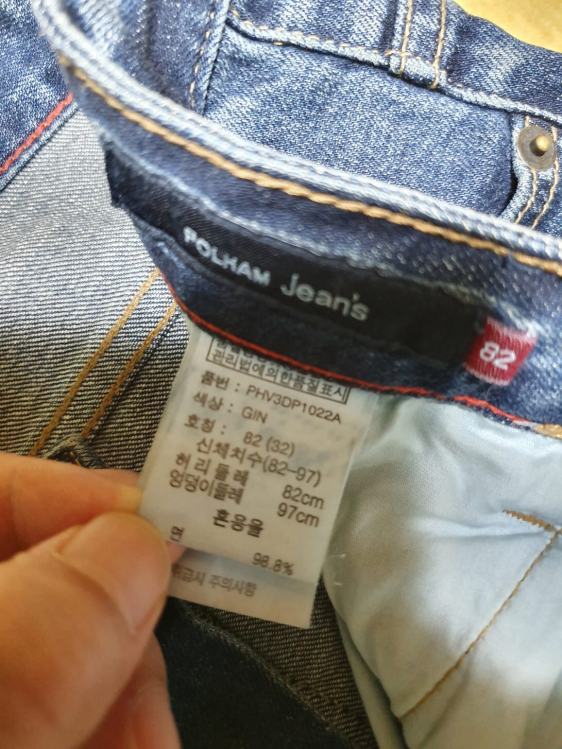 POLHAM Jean's
82
관리법에의한품질표시
품번 : PHV3DP1022A
색상 : GIN
호칭 : 82 (32)
신체치수(82-97)
허리둘레 82cm
엉덩이둘레 97cm
혼용율
98.8%
취급시 주의사항